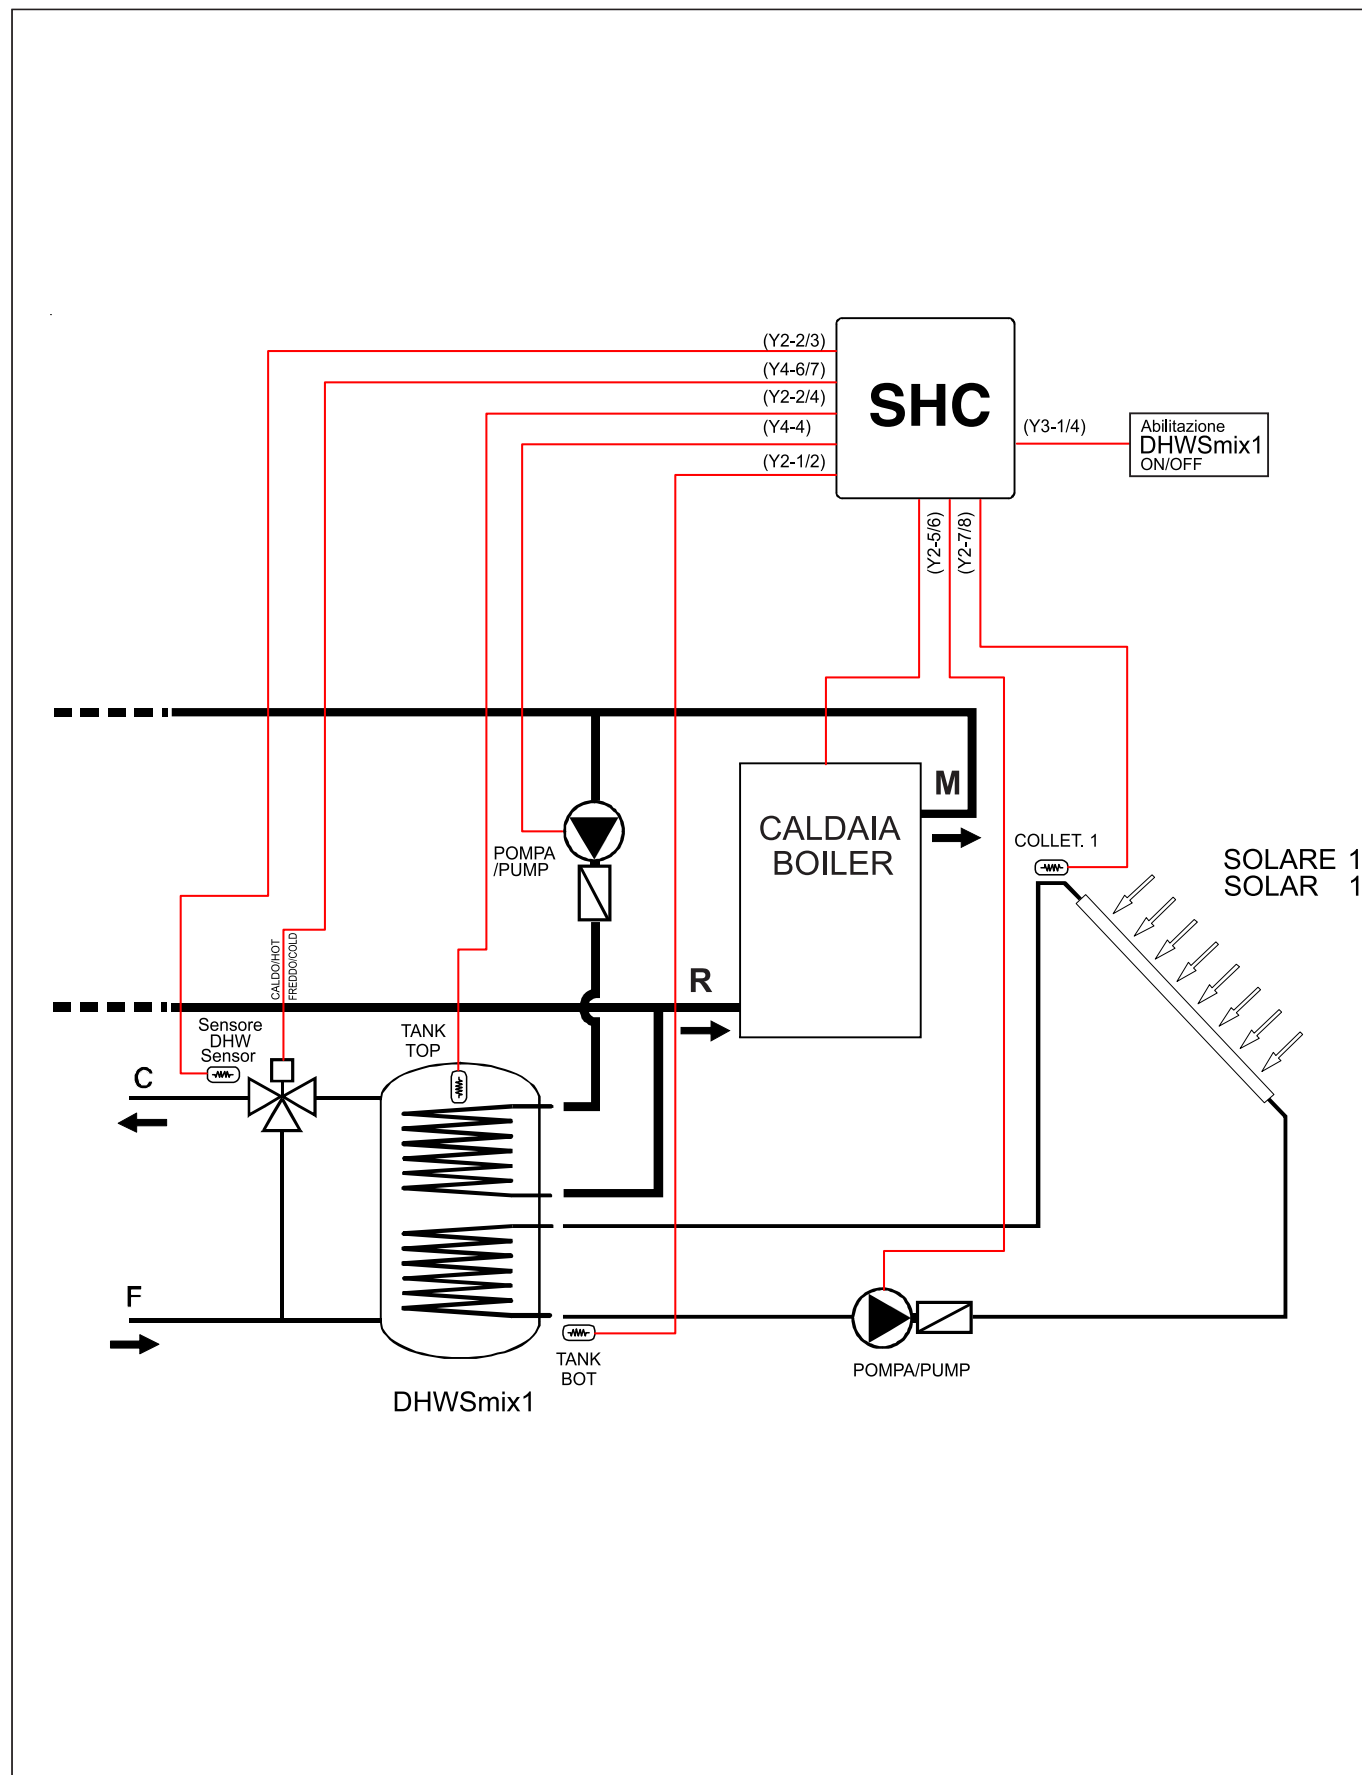 (Y2-2/3)
(Y4-6/7)
(Y2-2/4)
(Y4-4)
(Y2-1/2)
SHC
(Y3-1/4)
Abilitazione
DHWSmix1
ON/OFF
(Y2-5/6)
(Y2-7/8)
M
CALDAIA
BOILER
POMPA
/PUMP
COLLET. 1
SOLARE 1
SOLAR 1
CALDO/HOT
FREDDO/COLD
R
Sensore
DHW
Sensor
TANK
TOP
C
F
TANK
BOT
POMPA/PUMP
DHWSmix1